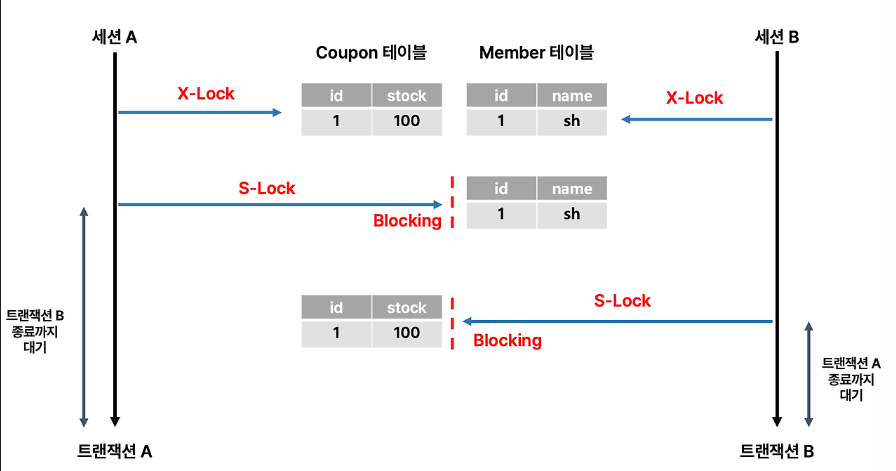 세션 A
세션 B
Coupon 테이블
Member 테이블
X-Lock
id stock
1 100
id name
1 sh
X-Lock
S-Lock
Blocking
id name
1 sh
트랜잭션 B
종료까지
대기
id stock
1 100
S-Lock
Blocking
트랜잭션 A
종료까지
대기
트랜잭션 A
트랜잭션 B